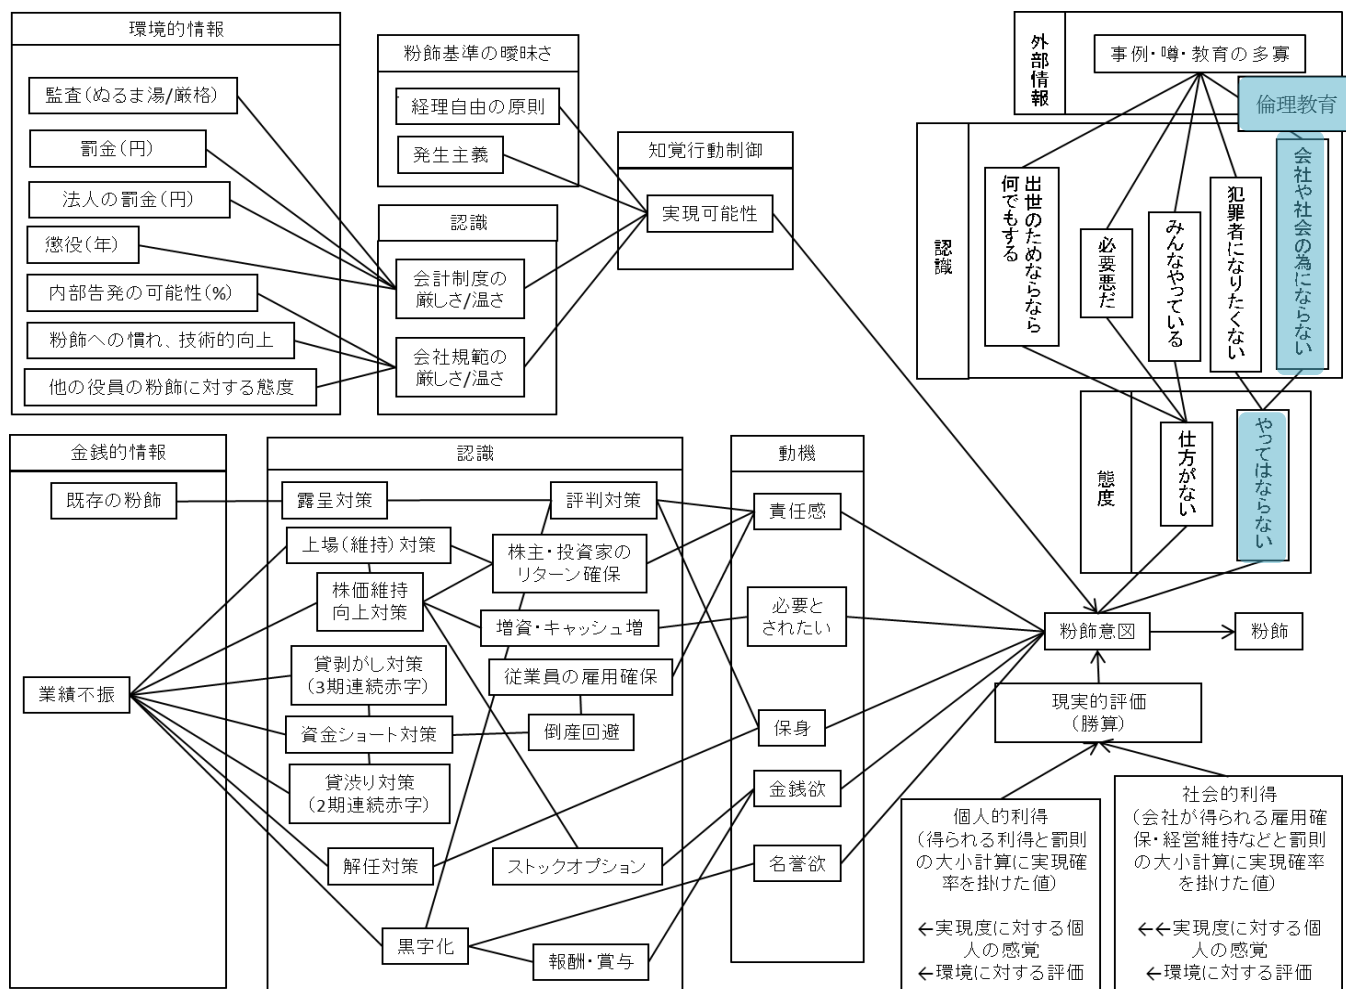 環境的情報
監査(ぬるま湯/厳格)
罰金(円)
法人の罰金(円)
懲役(年)
内部告発の可能性(%)
粉飾への慣れ、技術的向上
他の役員の粉飾に対する態度
粉飾基準の曖昧さ
経理自由の原則
発生主義
認識
会計制度の
厳しさ/温さ
会社規範の
厳しさ/温さ
知覚行動制御
実現可能性
外部情報
事例・噂・教育の多寡
倫理教育
認識
出世のためならなら
何でもする
必要悪だ
みんなやっている
犯罪者になりたくない
会社や社会の為にならない
態度
仕方がない
やってはならない
金銭的情報
既存の粉飾
業績不振
認識
露呈対策
評判対策
上場(維持)対策
株主・投資家の
リターン確保
株価維持
向上対策
増資・キャッシュ増
貸剥がし対策
(3期連続赤字)
従業員の雇用確保
資金ショート対策
倒産回避
貸渋り対策
(2期連続赤字)
解任対策
ストックオプション
黒字化
報酬・賞与
動機
責任感
必要と
されたい
保身
金銭欲
名誉欲
粉飾意図
粉飾
現実的評価
(勝算)
個人的利得
(得られる利得と罰則
の大小計算に実現確
率を掛けた値)
←実現度に対する個
人の感覚
←環境に対する評価
社会的利得
(会社が得られる雇用確
保・経営維持などと罰則
の大小計算に実現確率
を掛けた値)
←←実現度に対する個
人の感覚
←環境に対する評価